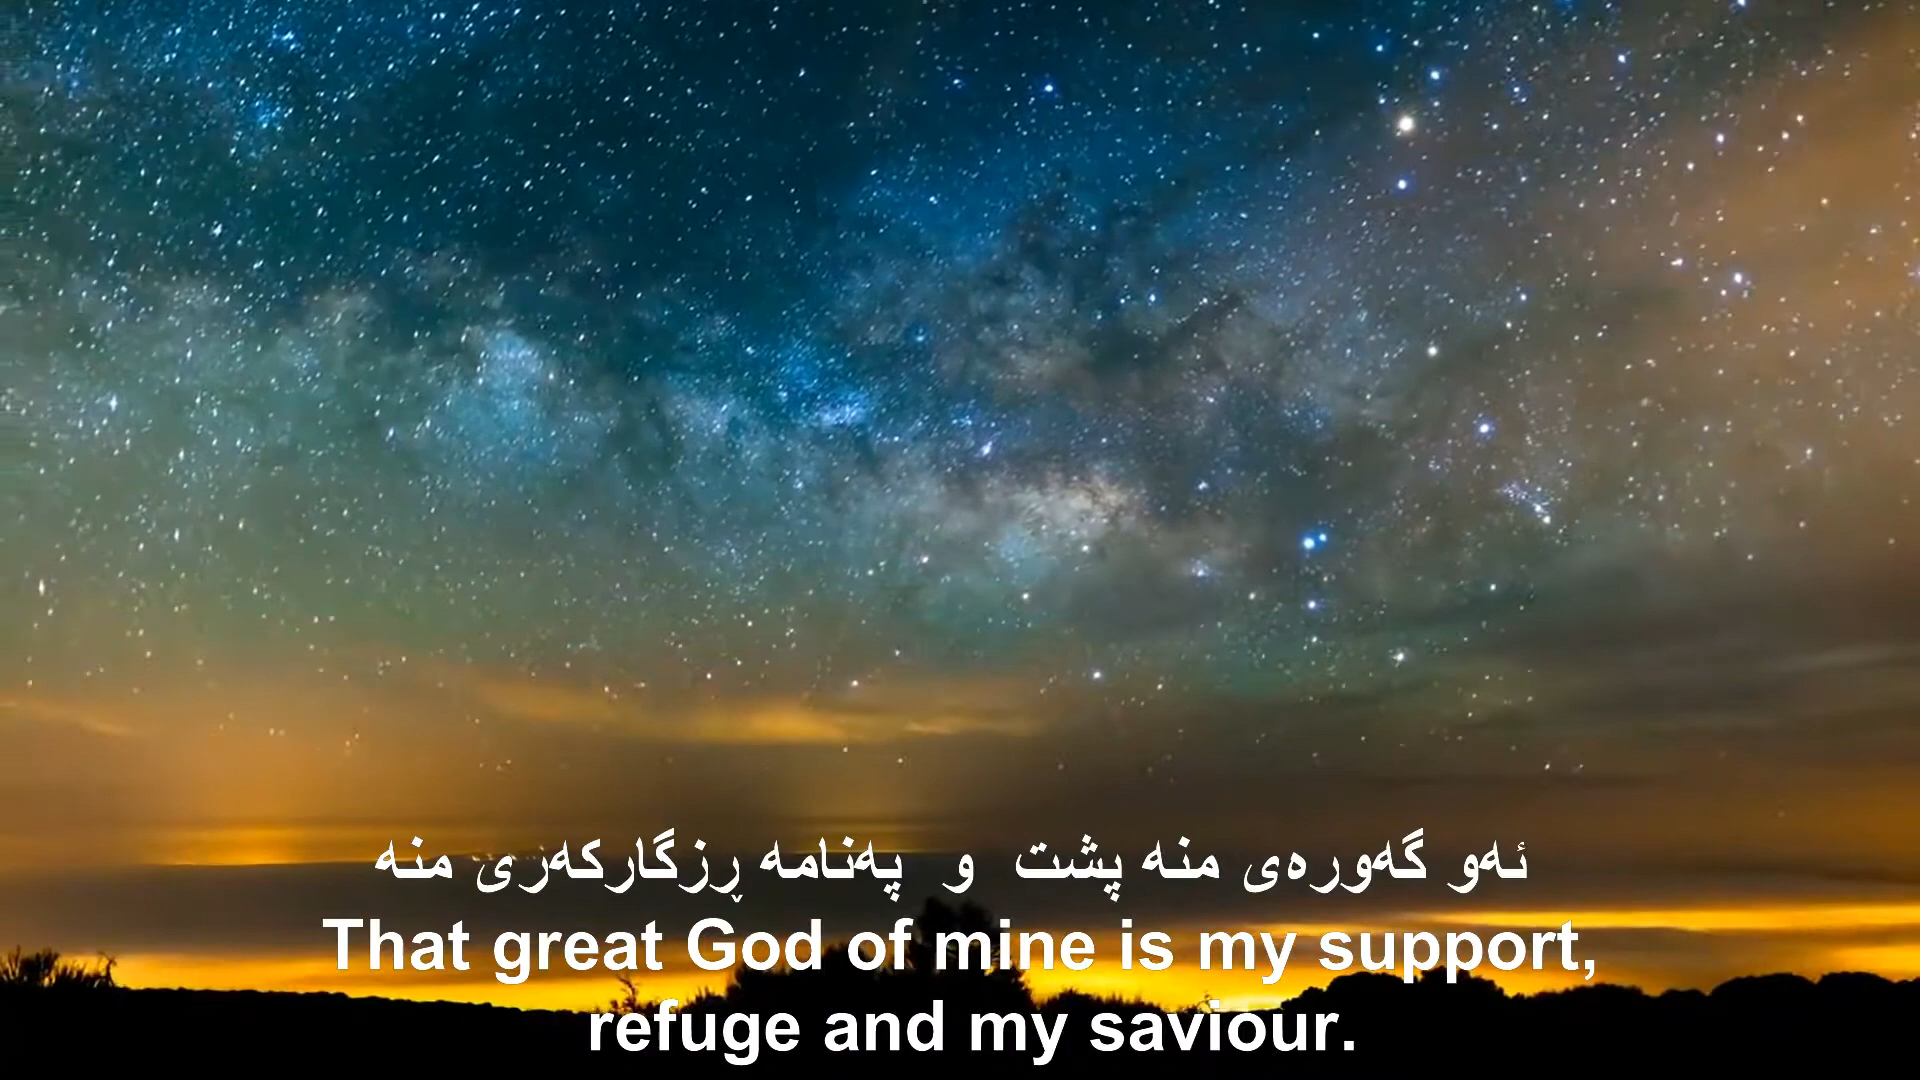 ئەو گەورەی منە پشت و پەنامە ڕزگارکەری منە
That great God of mine is my support,
refuge and my saviour.